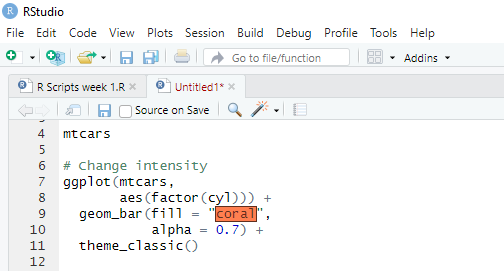 RStudio
File Edit Code View Plots Session Build Debug Profile Tools Help
Go to file/function Addins
R Scripts week 1.R Untitled1*
Source on Save
4 mtcars
5
6 # Change intensity
7 ggplot(mtcars,
8 aes(factor(cyl))) +
9 geom_bar(fill = "coral",
10 alpha = 0.7) +
11 theme_classic()
12